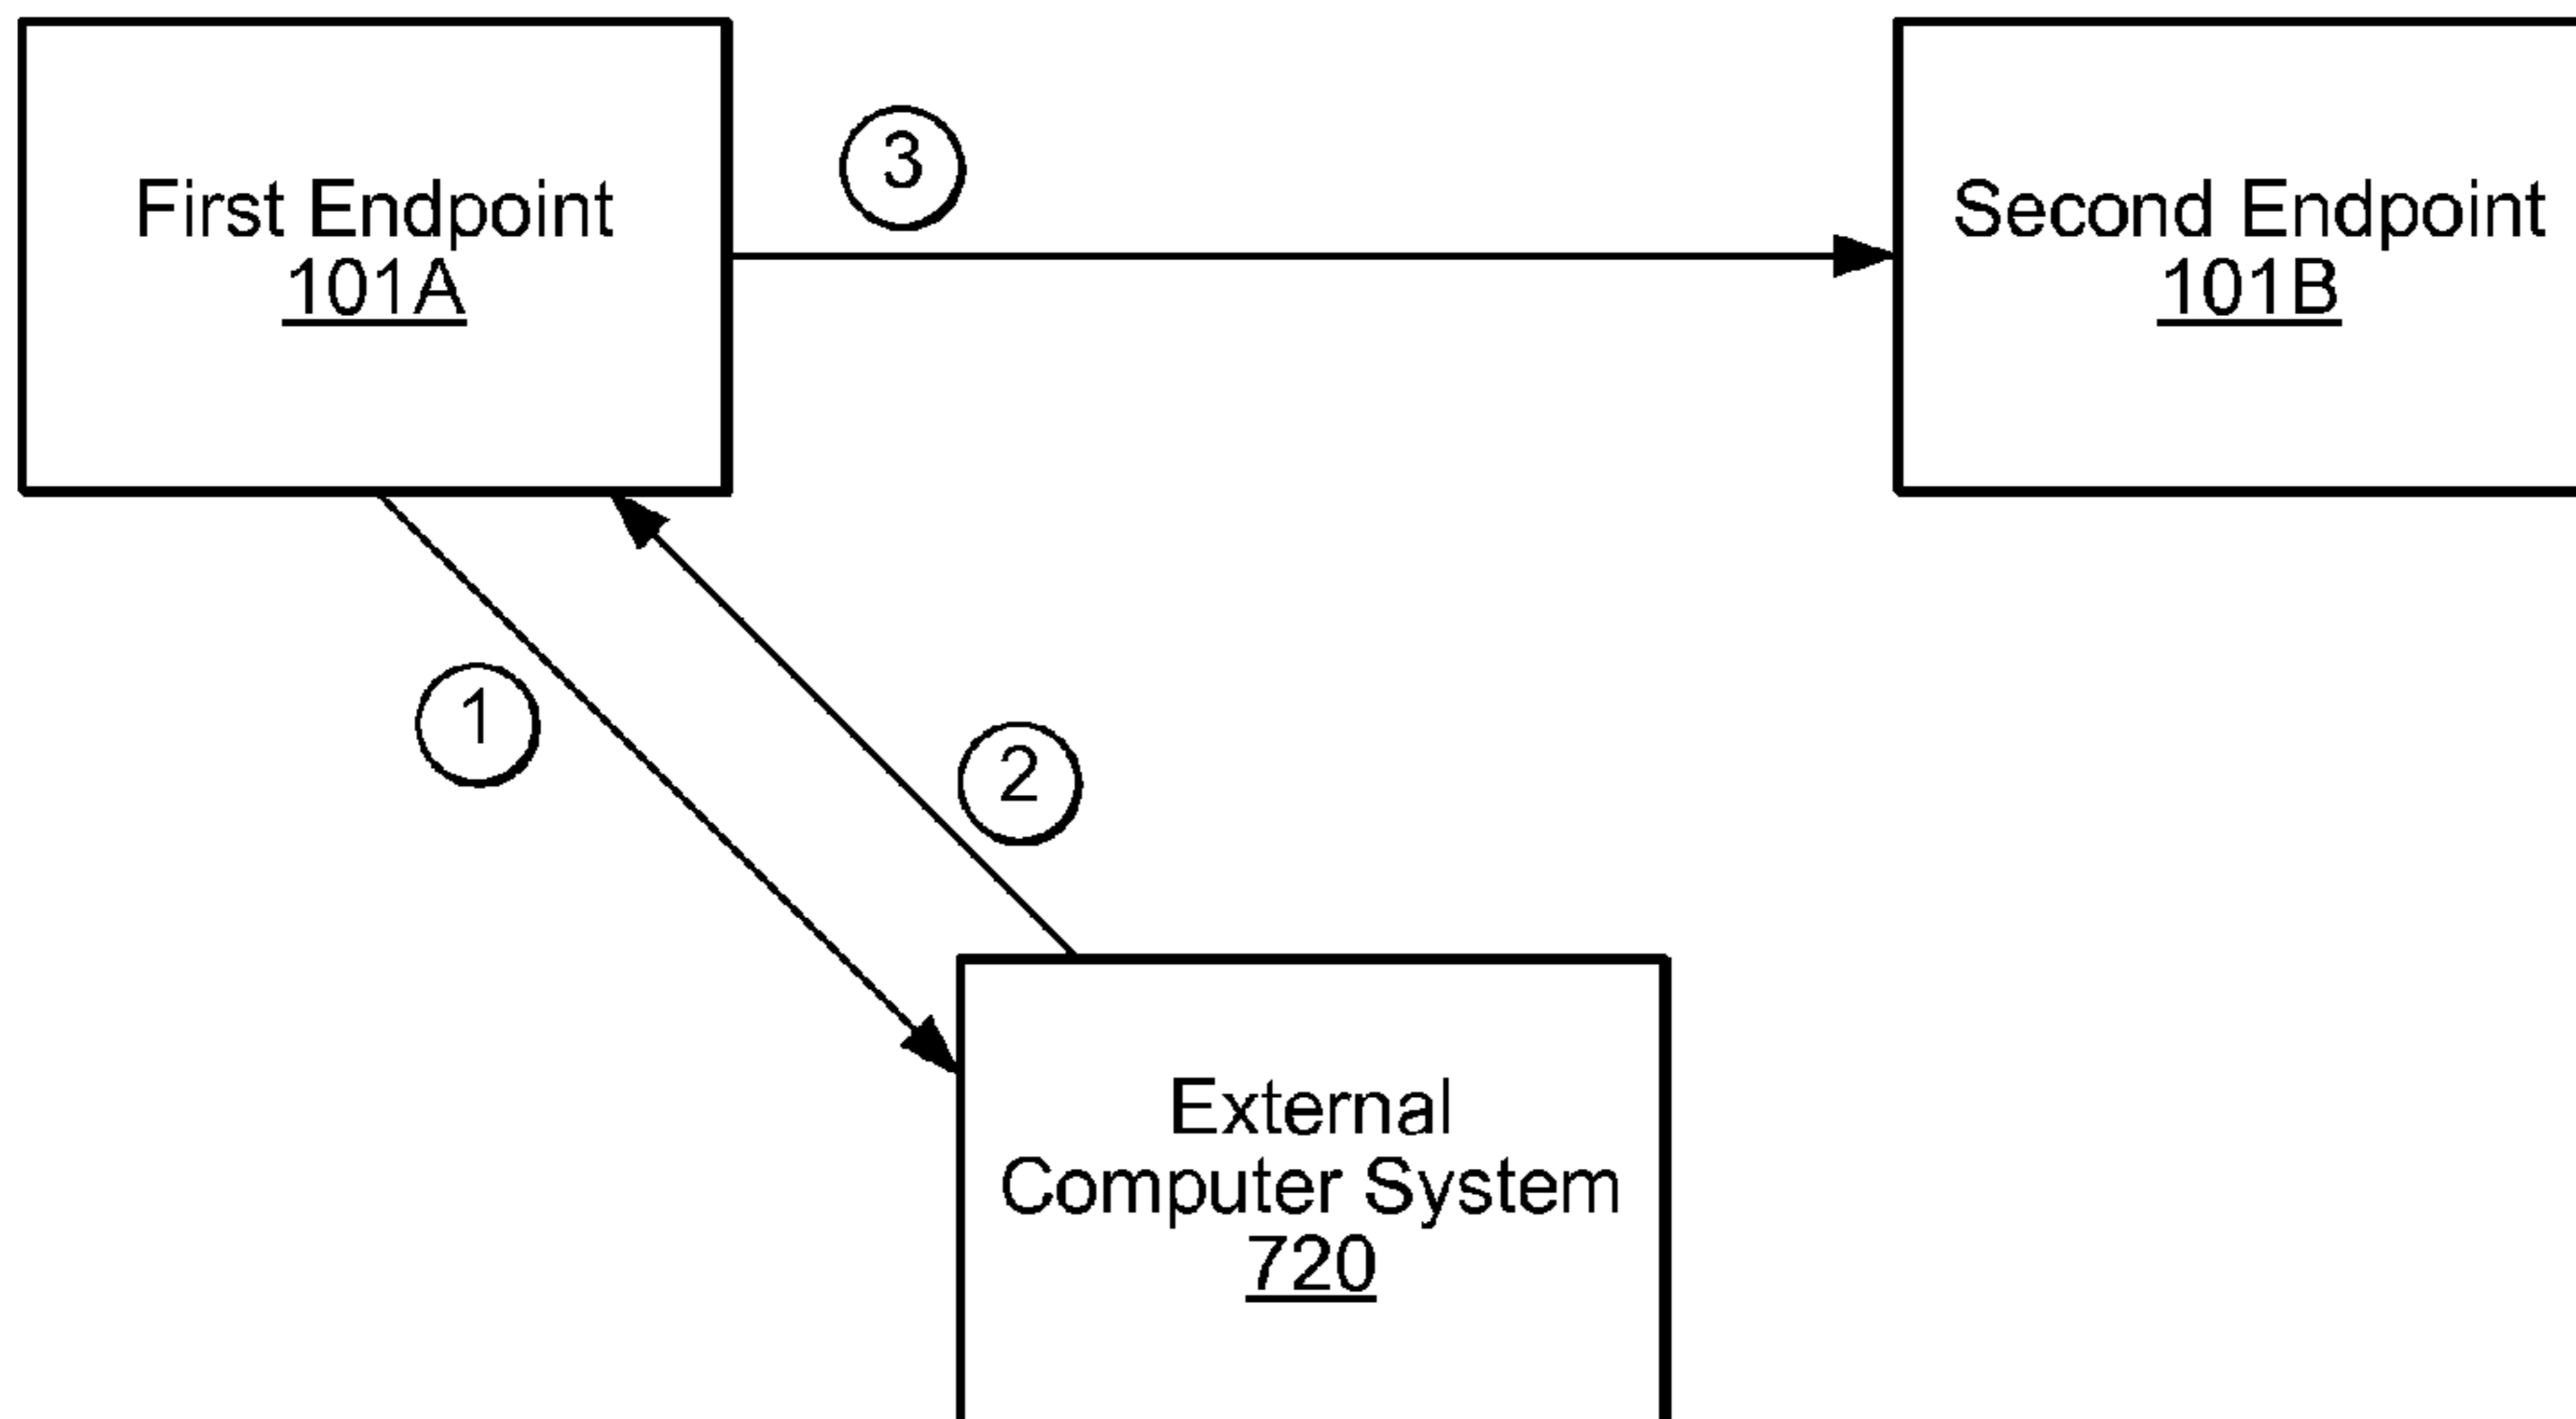 First Endpoint
101A
3
Second Endpoint
101B
1
2
External
Computer System
720